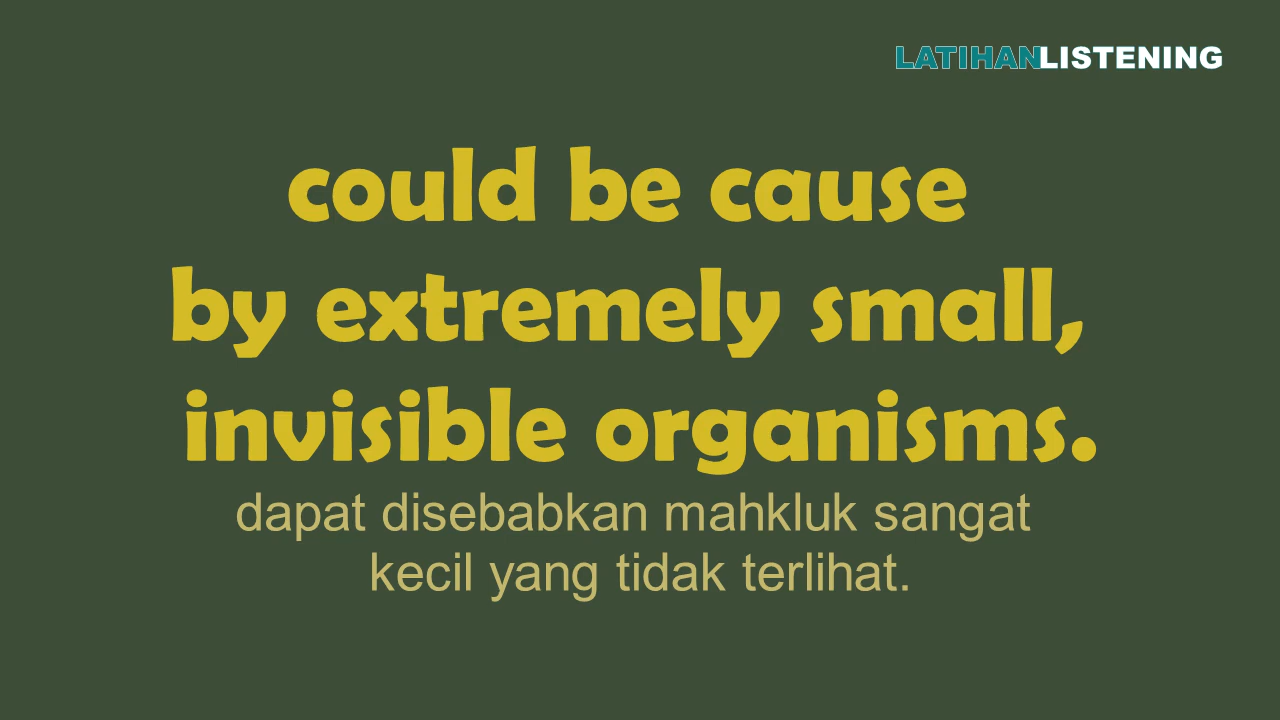 LATIHANLISTENING
could be cause
by extremely small,
invisible organisms.
dapat disebabkan mahkluk sangat
kecil yang tidak terlihat.